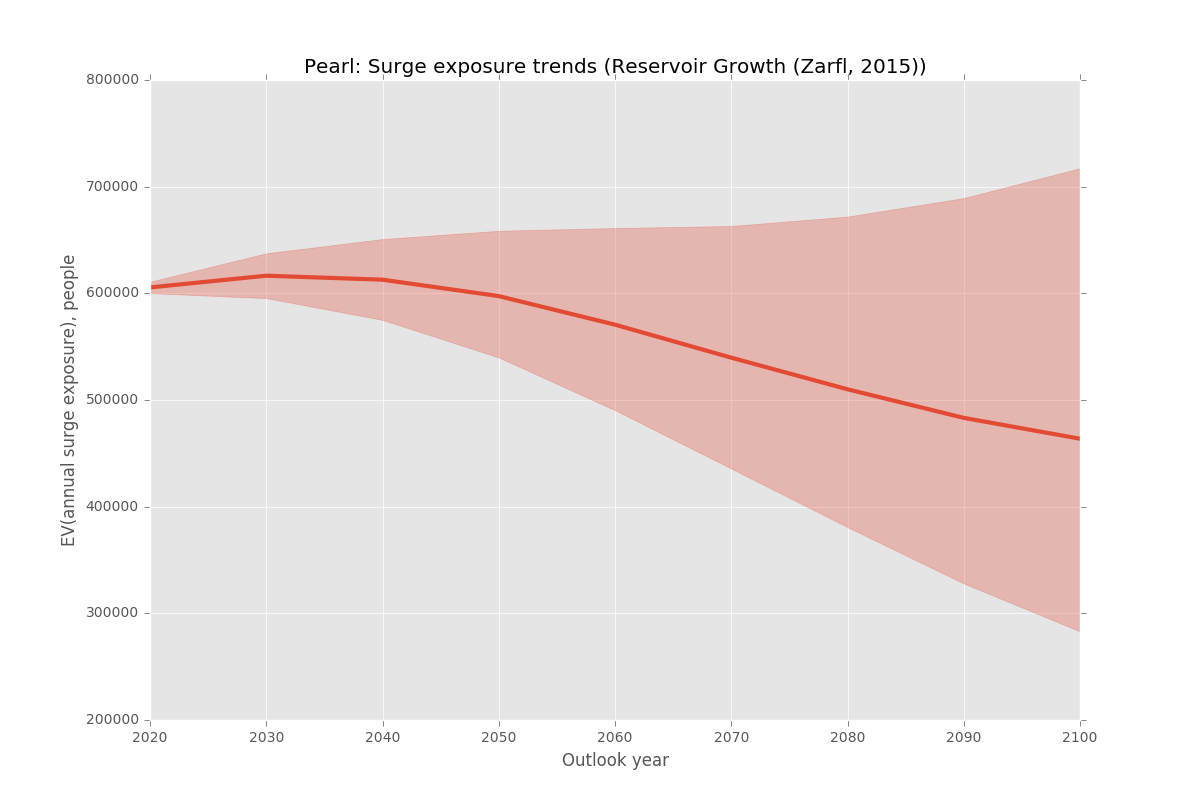 Pearl: Surge exposure trends (Reservoir Growth (Zarfl, 2015))
800000
700000
600000
500000
400000
300000
200000
EV(annual surge exposure), people
2020 2030 2040 2050 2060 2070 2080 2090 2100
Outlook year